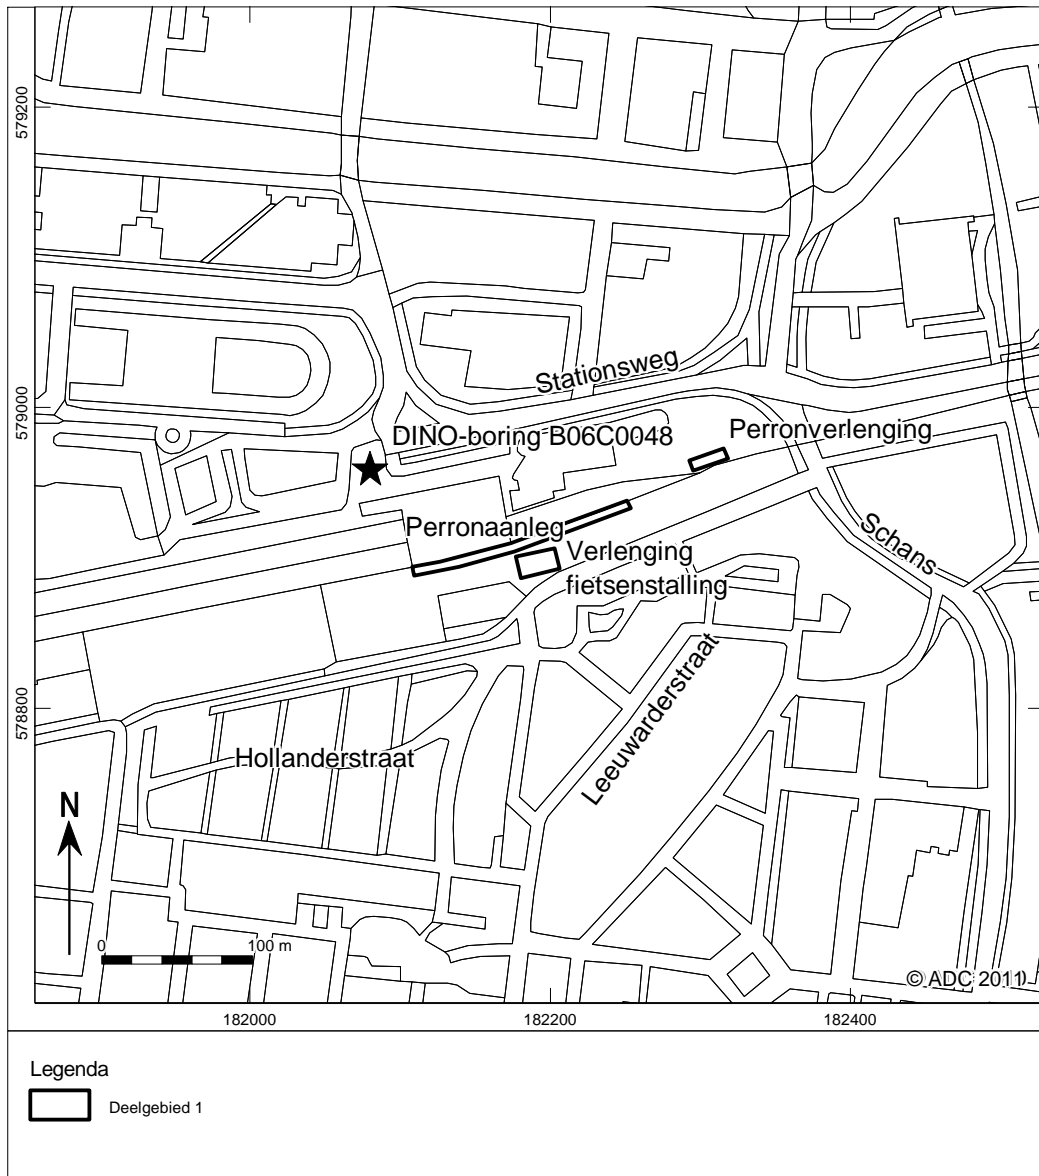 579200
Stationsweg
579000
DINO-boring B06C0048
Perronverlenging
Perronaanleg
Schans
Verlenging
fietsenstalling
578800
Leeuwarderstraat
Hollanderstraat
N
0 100 m
© ADC 2011
182000 182200 182400
Legenda
Deelgebied 1